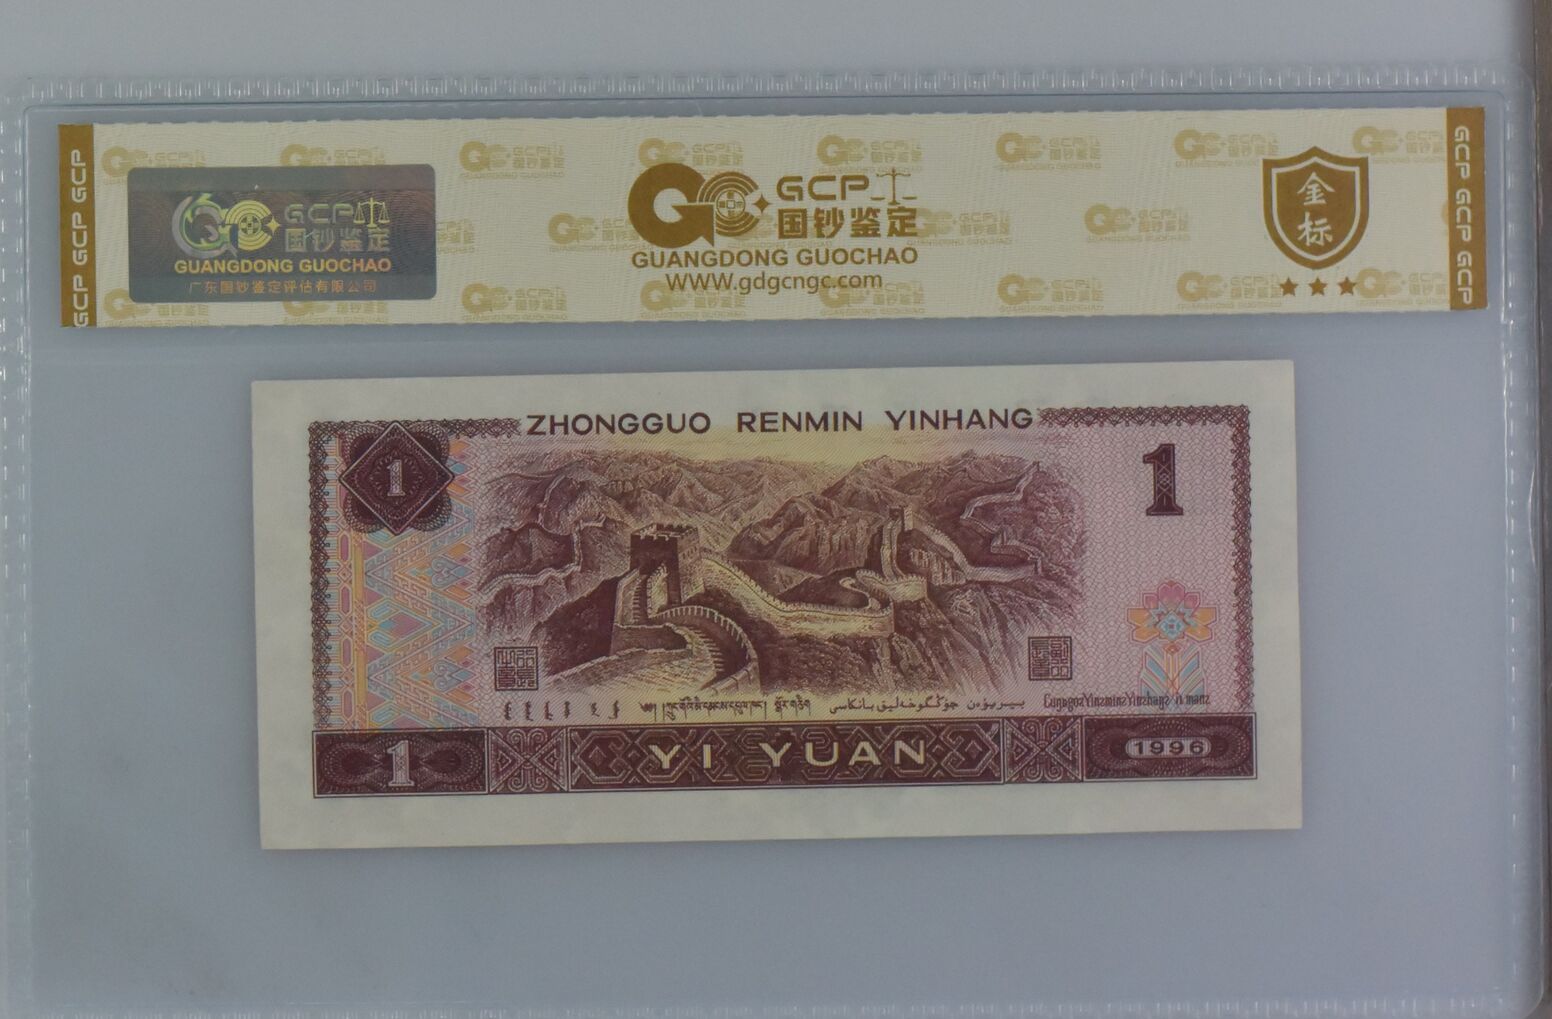 GCP GCP GCP
GCP
国钞鉴定
GUANGDONG GUOCHAO
广东国钞鉴定评估有限公司
GCP
国钞鉴定
GUANGDONG GUOCHAO
WWW.gdgcngc.com
金标
GCP GCP GCP
ZHONGGUO RENMIN YINHANG
1
1
1
YI YUAN
1996